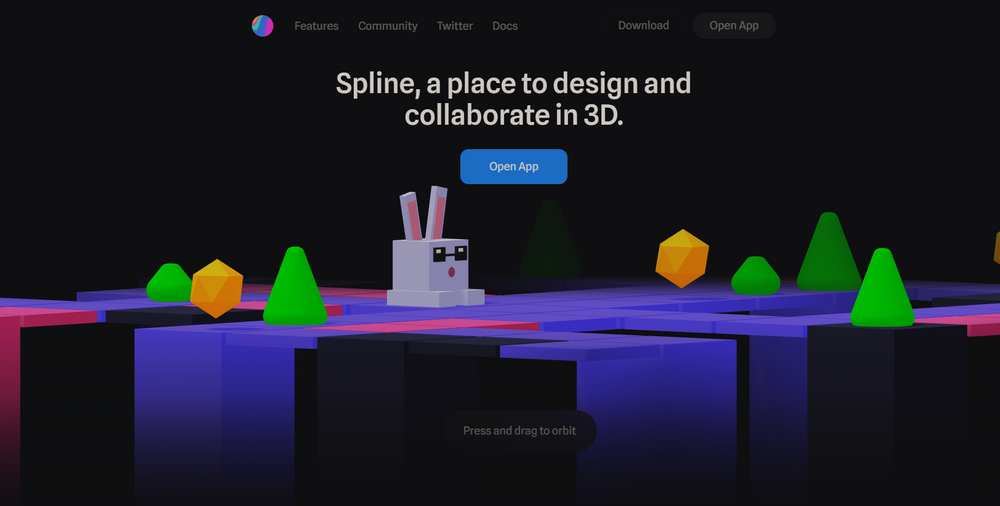 Features Community Twitter Docs Download Open App
Spline, a place to design and
collaborate in 3D.
Open App
Press and drag to orbit